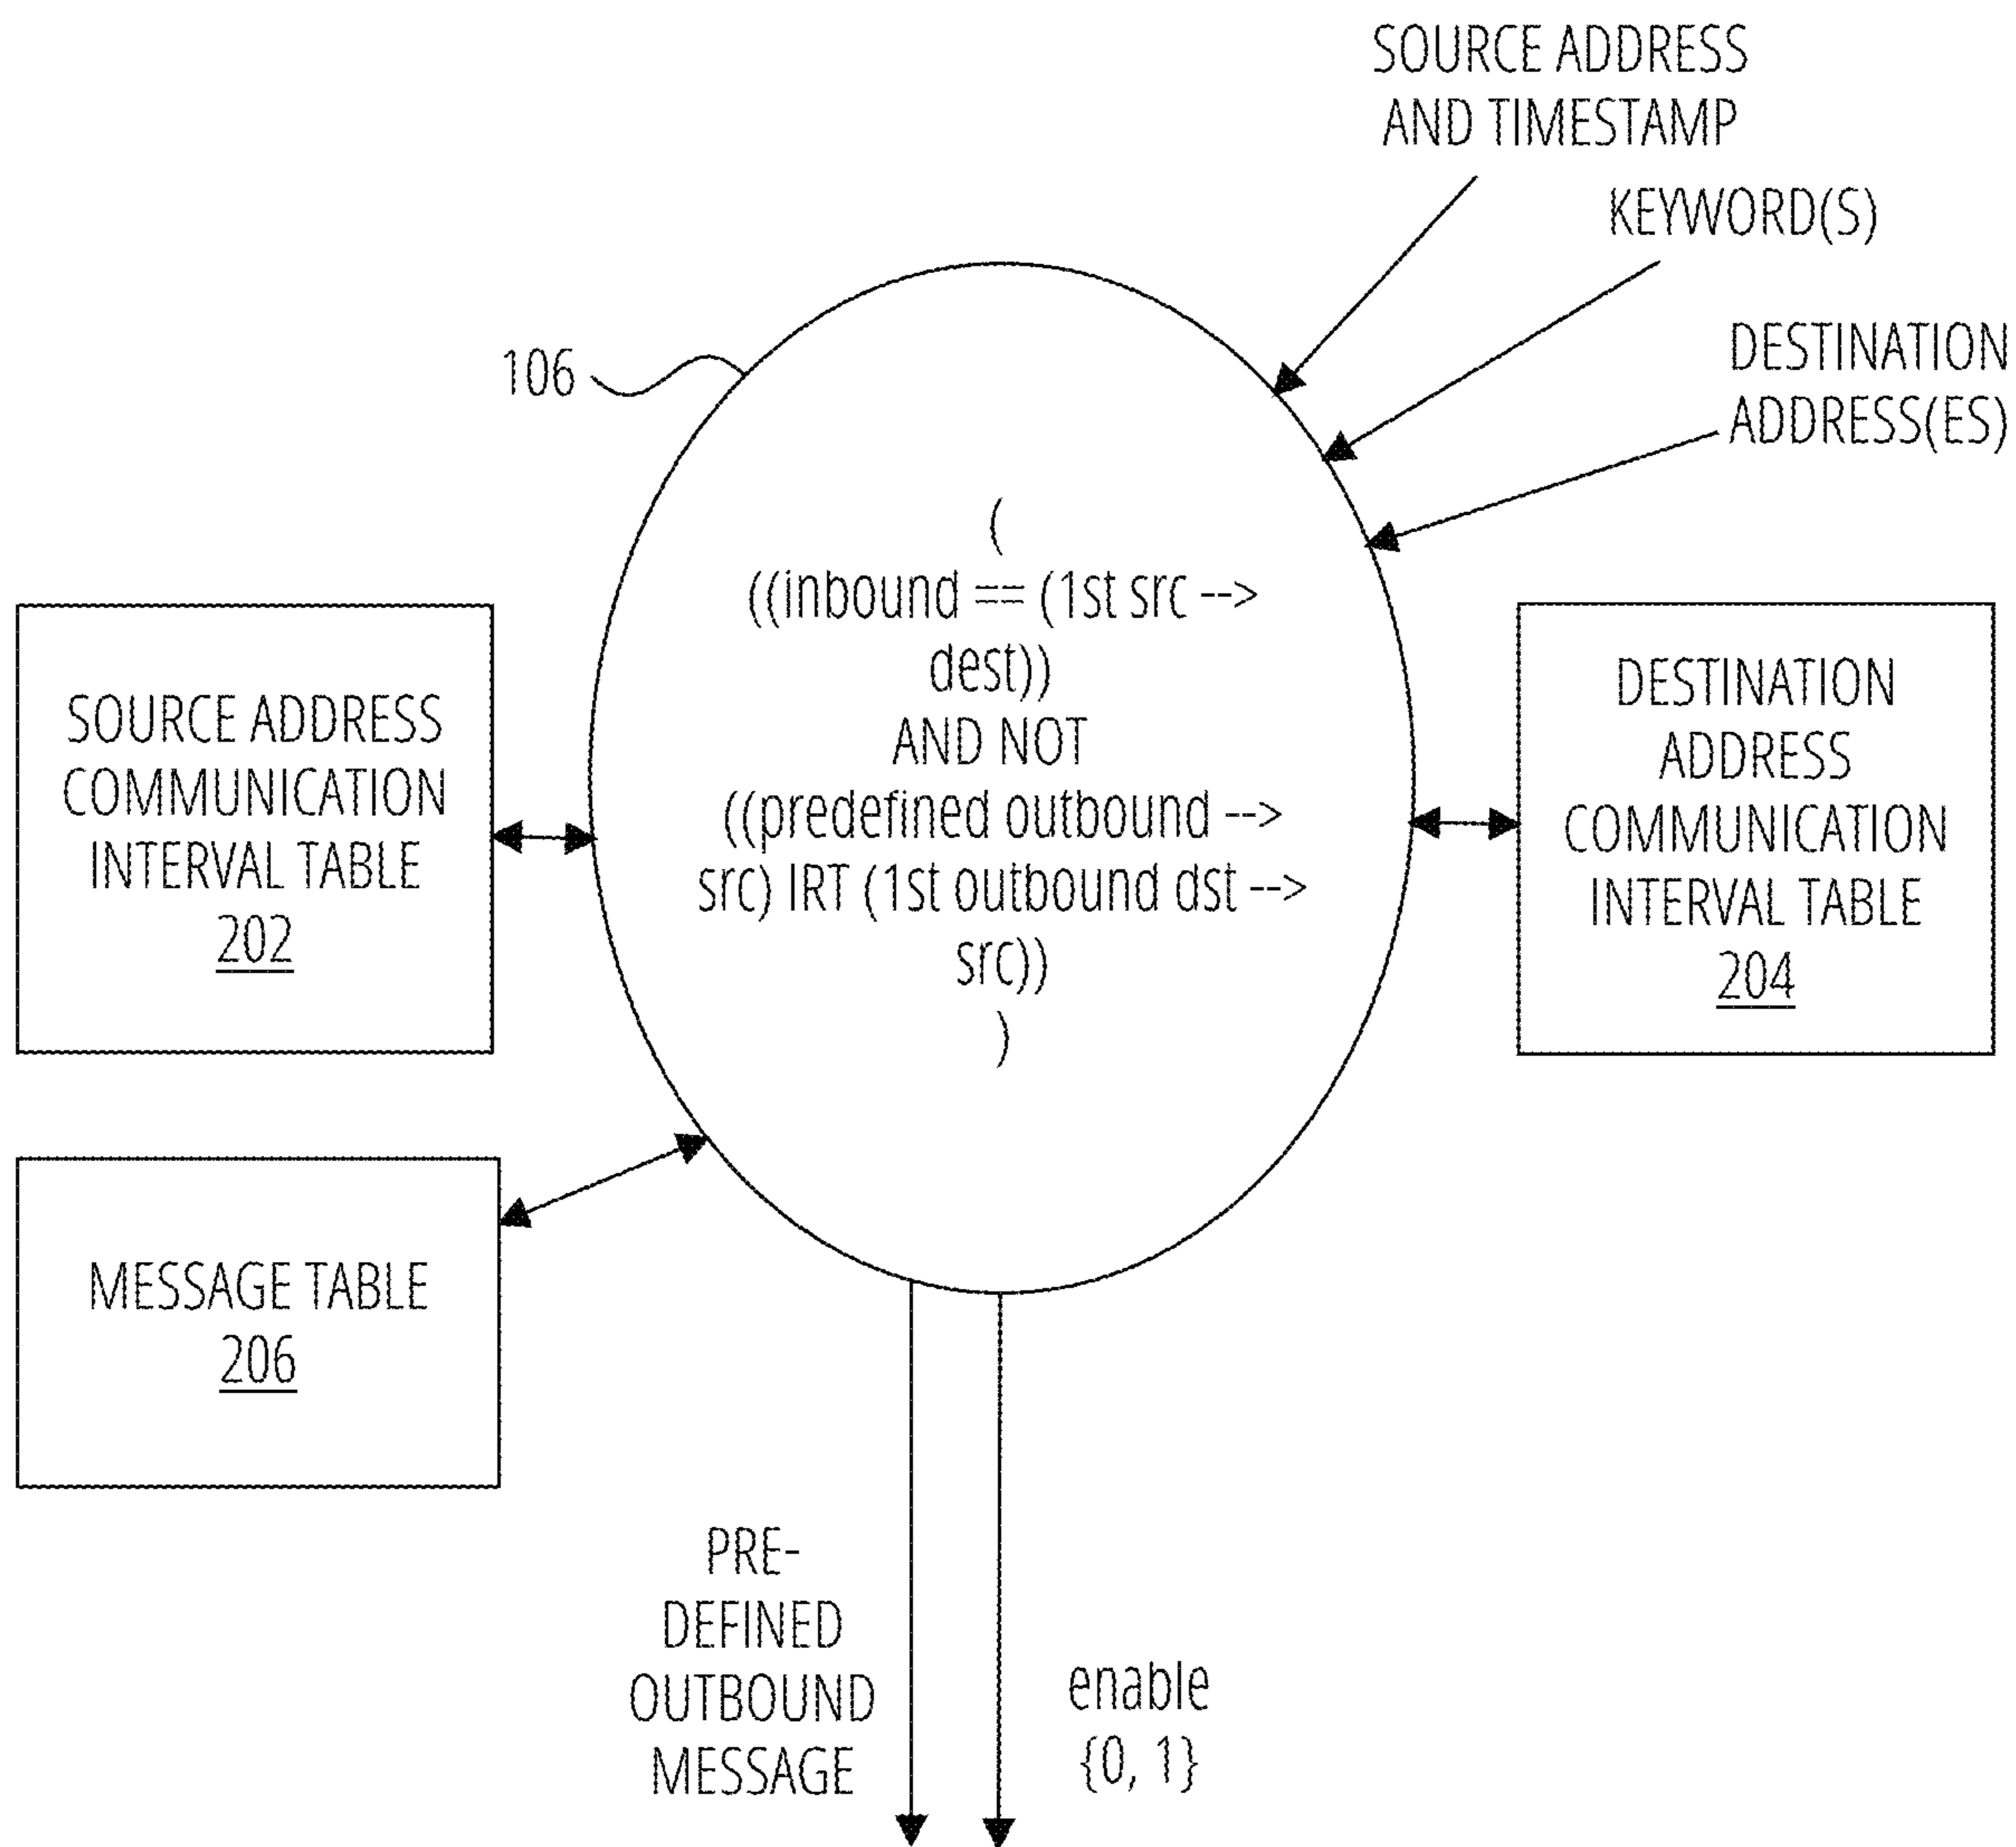 SOURCE ADDRESS
AND TIMESTAMP
KEYWORD(S)
DESTINATION
ADDRESS(ES)
106
(
((inbound == (1st src -->
dest))
AND NOT
((predefined outbound -->
src) IRT (1st outbound dst -->
src))
)
SOURCE ADDRESS
COMMUNICATION
INTERVAL TABLE
202
DESTINATION
ADDRESS
COMMUNICATION
INTERVAL TABLE
204
MESSAGE TABLE
206
PRE-
DEFINED
OUTBOUND
MESSAGE
enable
{0, 1}